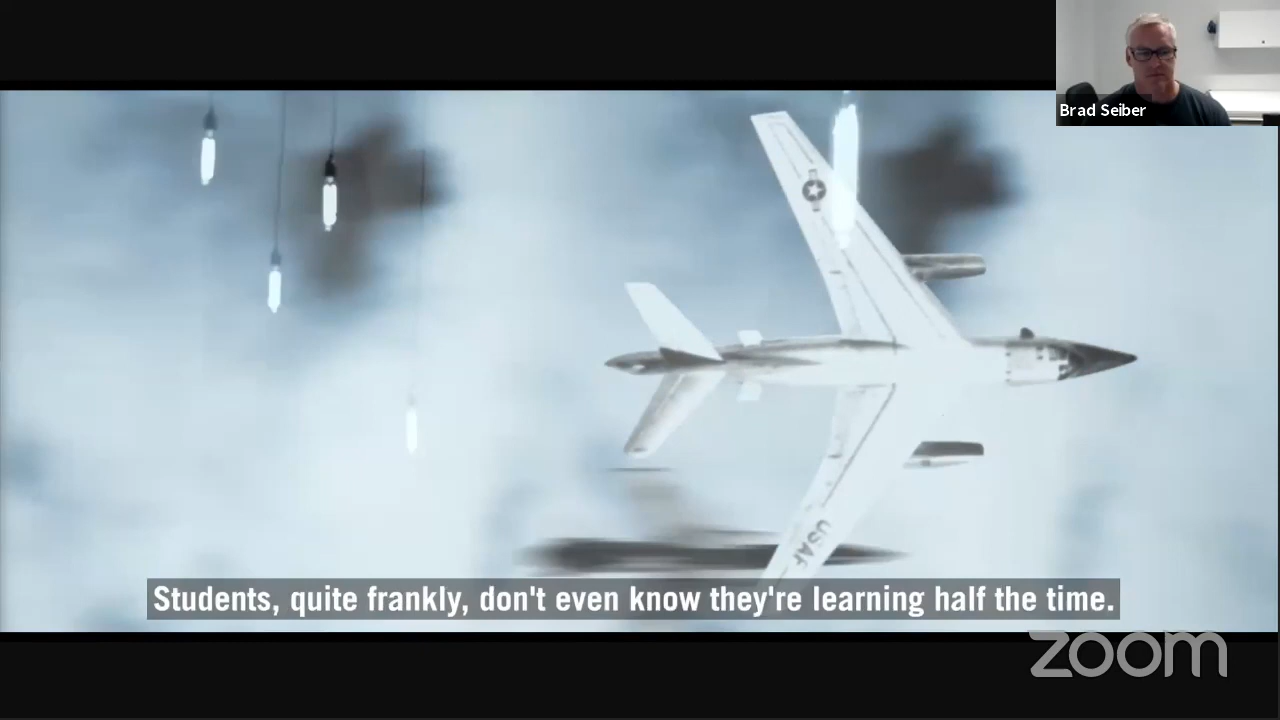 Brad Seiber
USAF
Students, quite frankly, don't even know they're learning half the time.
zoom